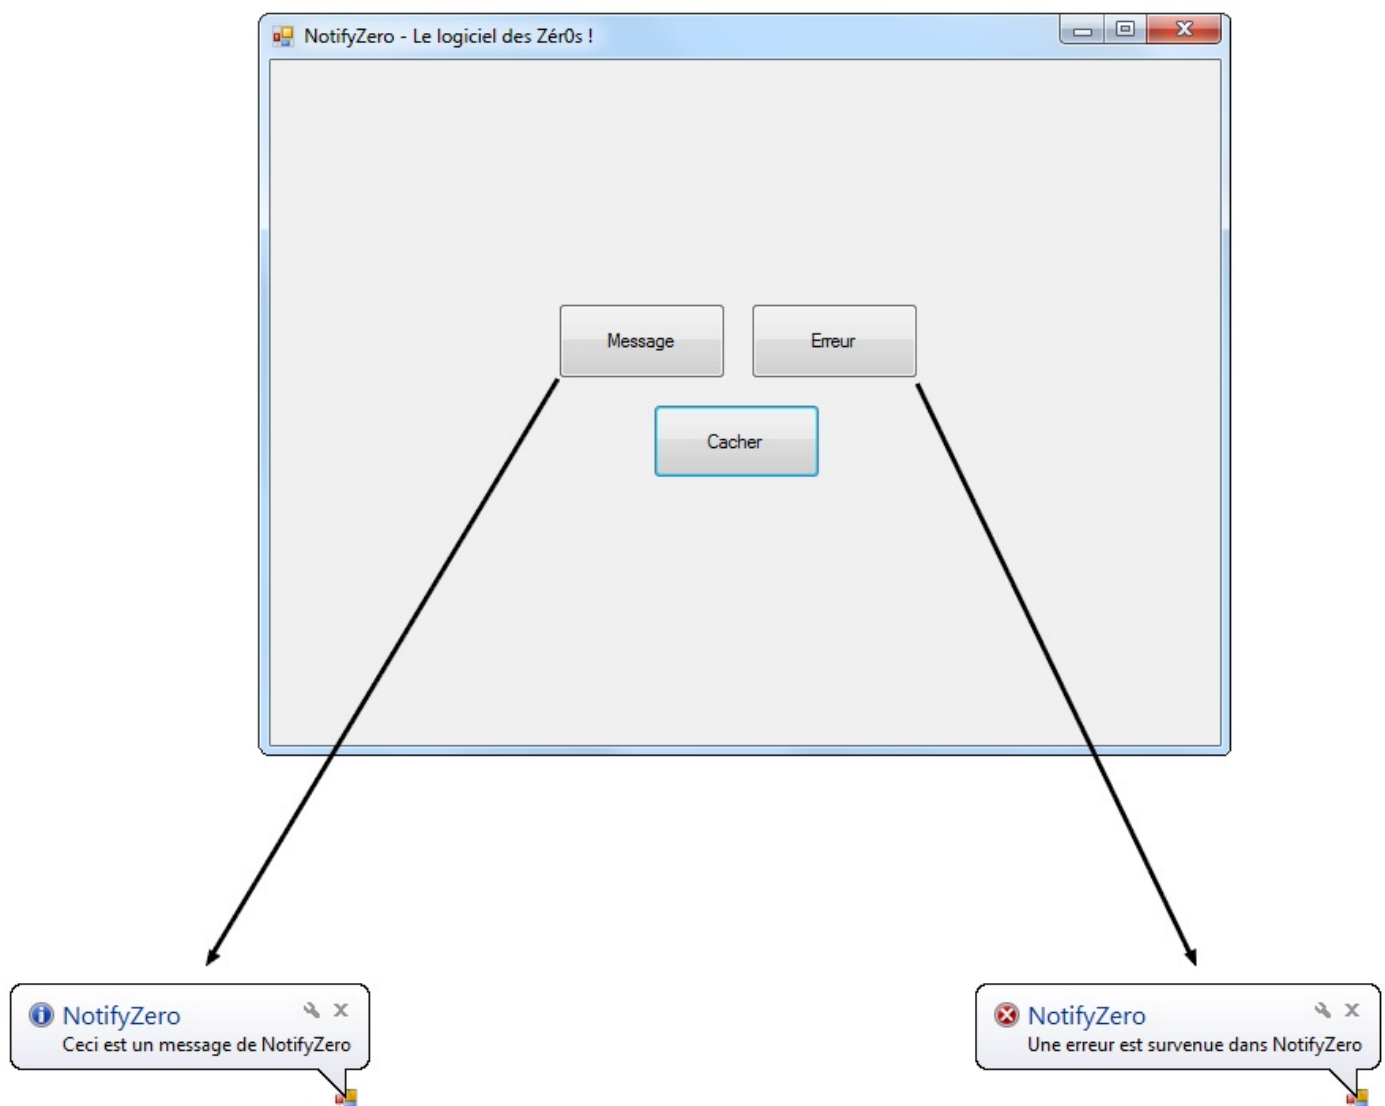 NotifyZero - Le logiciel des Zér0s !
Message
Erreur
Cacher
NotifyZero
Ceci est un message de NotifyZero
NotifyZero
Une erreur est survenue dans NotifyZero